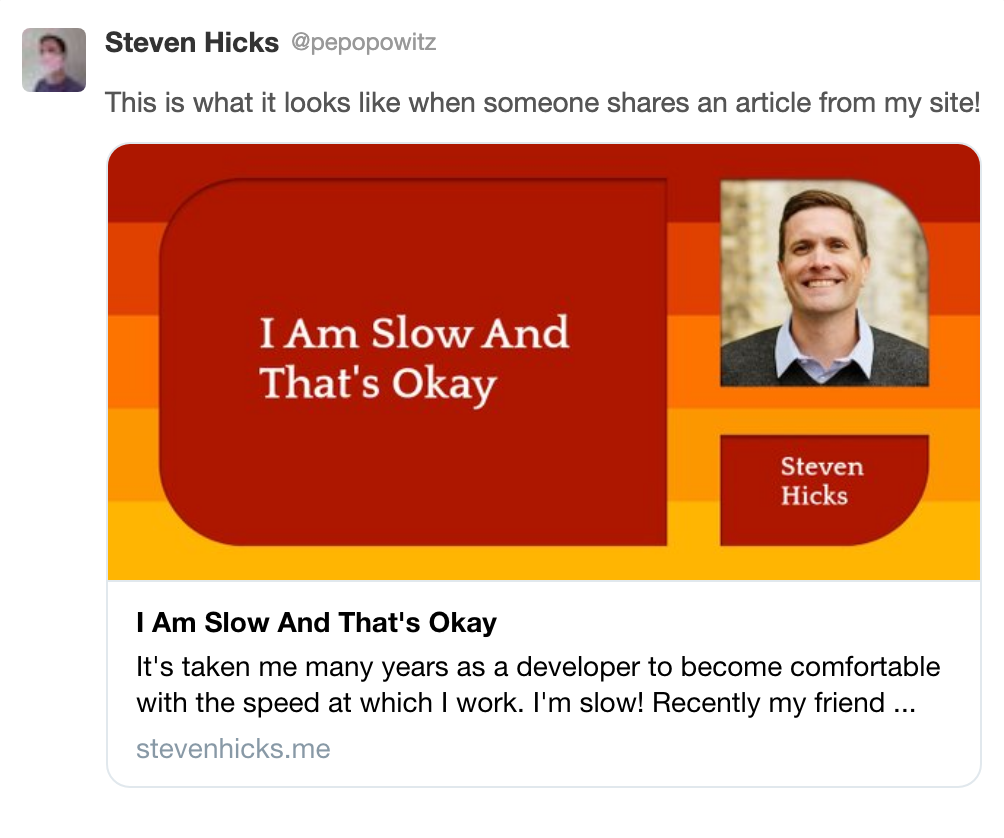 Steven Hicks @pepopowitz
This is what it looks like when someone shares an article from my site!
I Am Slow And
That's Okay
Steven
Hicks
I Am Slow And That's Okay
It's taken me many years as a developer to become comfortable
with the speed at which I work. I'm slow! Recently my friend ...
stevenhicks.me